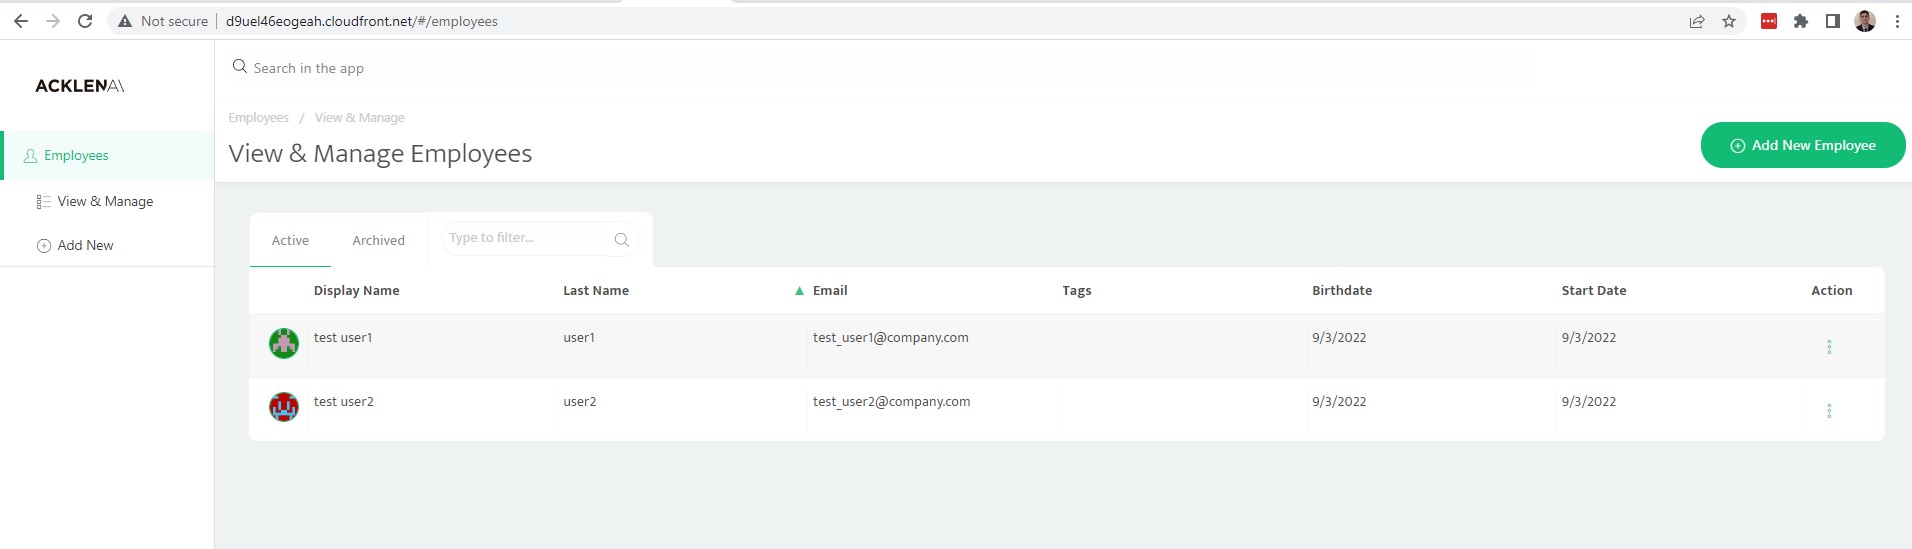 Not secure d9uel46eogeah.cloudfront.net/#/employees
ACKLEN
Search in the app
Employees / View & Manage
View & Manage Employees
Add New Employee
Employees
View & Manage
Add New
Active Archived Type to filter...
Display Name Last Name ▲ Email Tags Birthdate Start Date Action
test user1 user1 test_user1@company.com 9/3/2022 9/3/2022
test user2 user2 test_user2@company.com 9/3/2022 9/3/2022